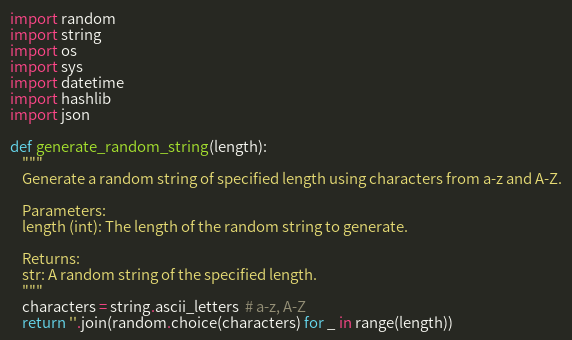 import random
import string
import os
import sys
import datetime
import hashlib
import json

def generate_random_string(length):
    """
    Generate a random string of specified length using characters from a-z and A-Z.

    Parameters:
    length (int): The length of the random string to generate.

    Returns:
    str: A random string of the specified length.
    """
    characters = string.ascii_letters  # a-z, A-Z
    return ''.join(random.choice(characters) for _ in range(length))